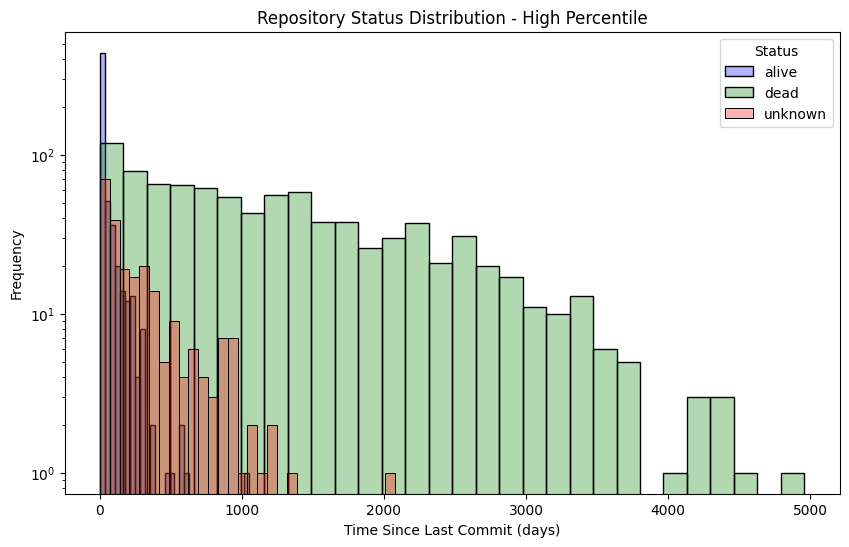 Repository Status Distribution - High Percentile
Status
alive
dead
unknown
Frequency
10²
10¹
10⁰
0 1000 2000 3000 4000 5000
Time Since Last Commit (days)